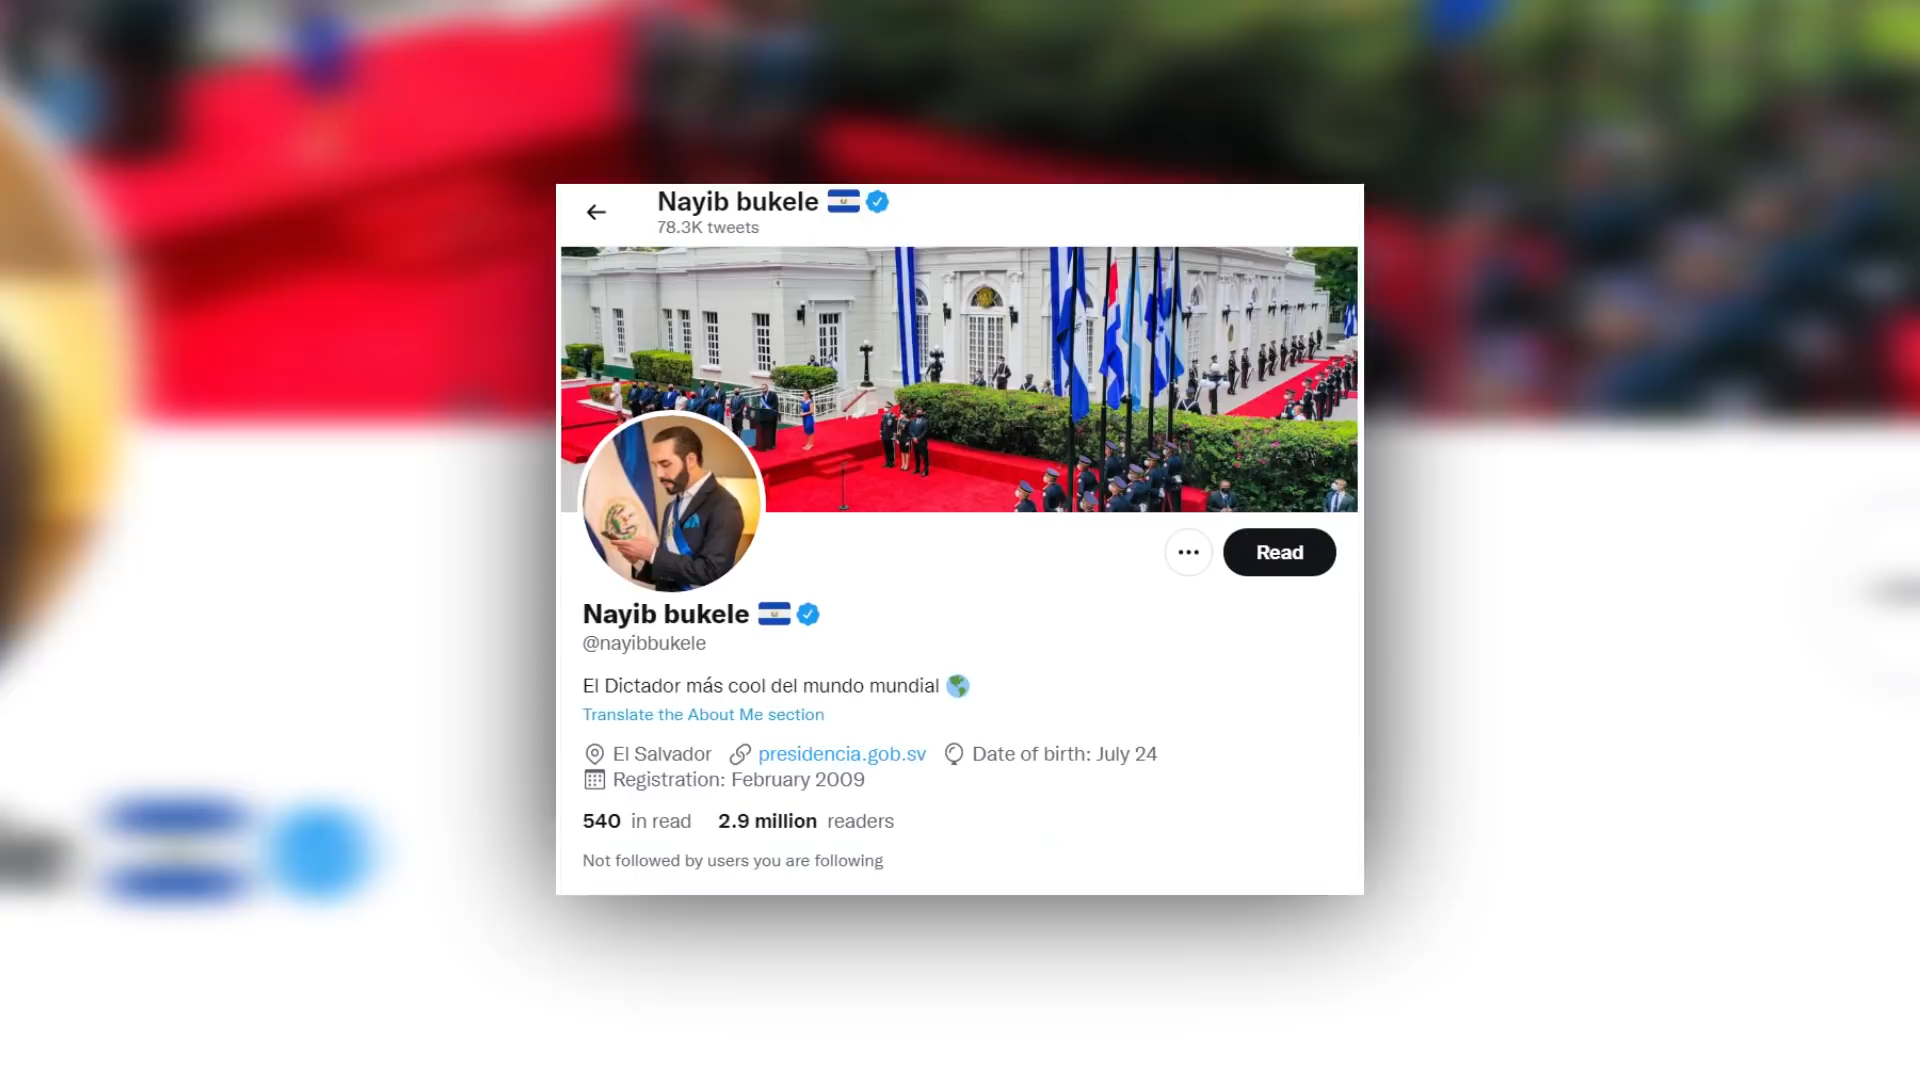 Nayib bukele
78.3K tweets
Read
Nayib bukele
@nayibbukele
El Dictador más cool del mundo mundial
Translate the About Me section
El Salvador presidencia.gob.sv Date of birth: July 24
Registration: February 2009
540 in read 2.9 million readers
Not followed by users you are following